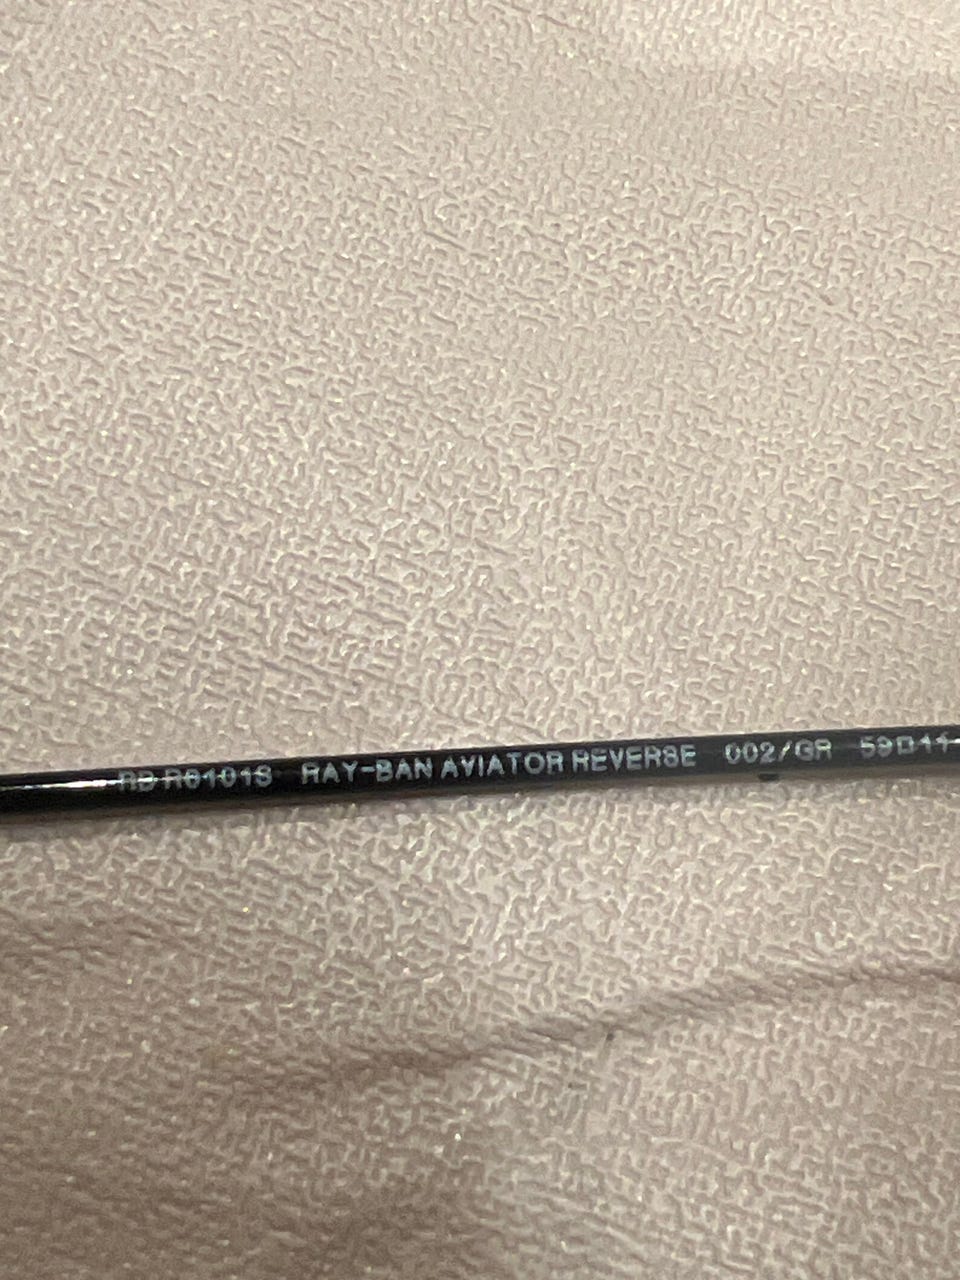 RB R0101S RAY-BAN AVIATOR REVERSE 002/GR 59□11